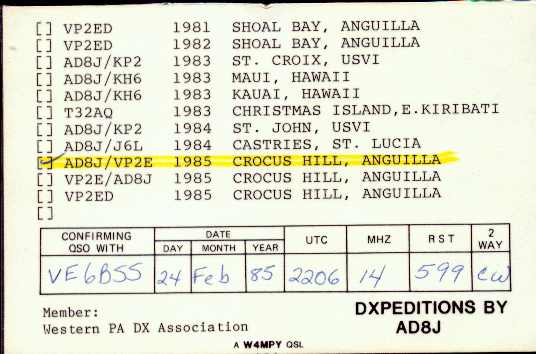 [] VP2ED 1981 SHOAL BAY, ANGUILLA
[] VP2ED 1982 SHOAL BAY, ANGUILLA
[] AD8J/KP2 1983 ST. CROIX, USVI
[] AD8J/KH6 1983 MAUI, HAWAII
[] AD8J/KH6 1983 KAUAI, HAWAII
[] T32AQ 1983 CHRISTMAS ISLAND,E.KIRIBATI
[] AD8J/KP2 1984 ST. JOHN, USVI
[] AD8J/J6L 1984 CASTRIES, ST. LUCIA
[✓] AD8J/VP2E 1985 CROCUS HILL, ANGUILLA
[] VP2E/AD8J 1985 CROCUS HILL, ANGUILLA
[] VP2ED 1985 CROCUS HILL, ANGUILLA
[]
CONFIRMING QSO WITH DATE DAY MONTH YEAR UTC MHZ RST 2 WAY
VE6BSS 24 Feb 85 2206 14 599 CW
Member:
Western PA DX Association
DXPEDITIONS BY
AD8J
A W4MPY QSL